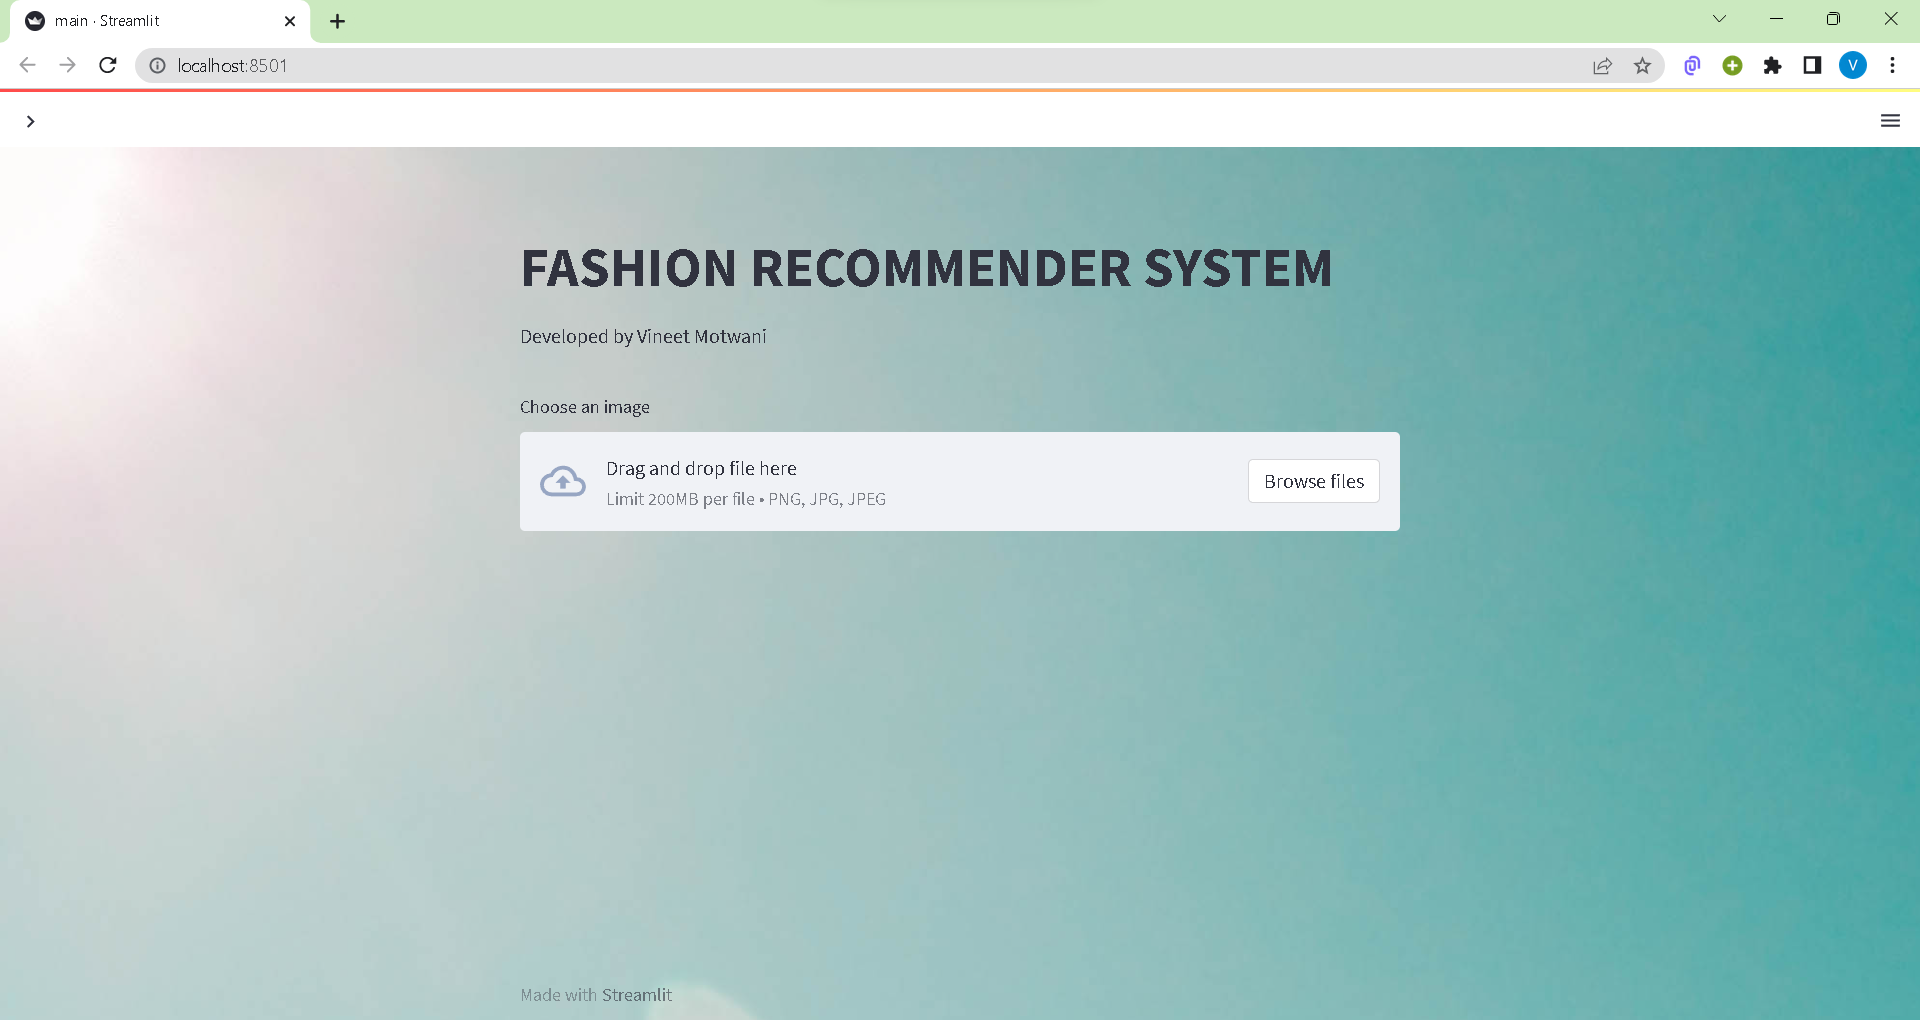 main · Streamlit
localhost:8501
V
FASHION RECOMMENDER SYSTEM
Developed by Vineet Motwani
Choose an image
Drag and drop file here
Limit 200MB per file • PNG, JPG, JPEG
Browse files
Made with Streamlit